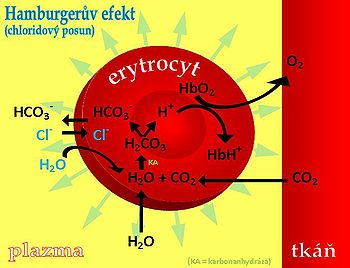 Hamburgerův efekt
(chloridový posun)
erytrocyt
O₂
HbO₂
HCO₃⁻
HCO₃⁻
H⁺
Cl⁻
Cl⁻
H₂CO₃
HbH⁺
H₂O
KA
H₂O + CO₂
CO₂
H₂O
plazma
(KA = karbonanhydráza)
tkáň